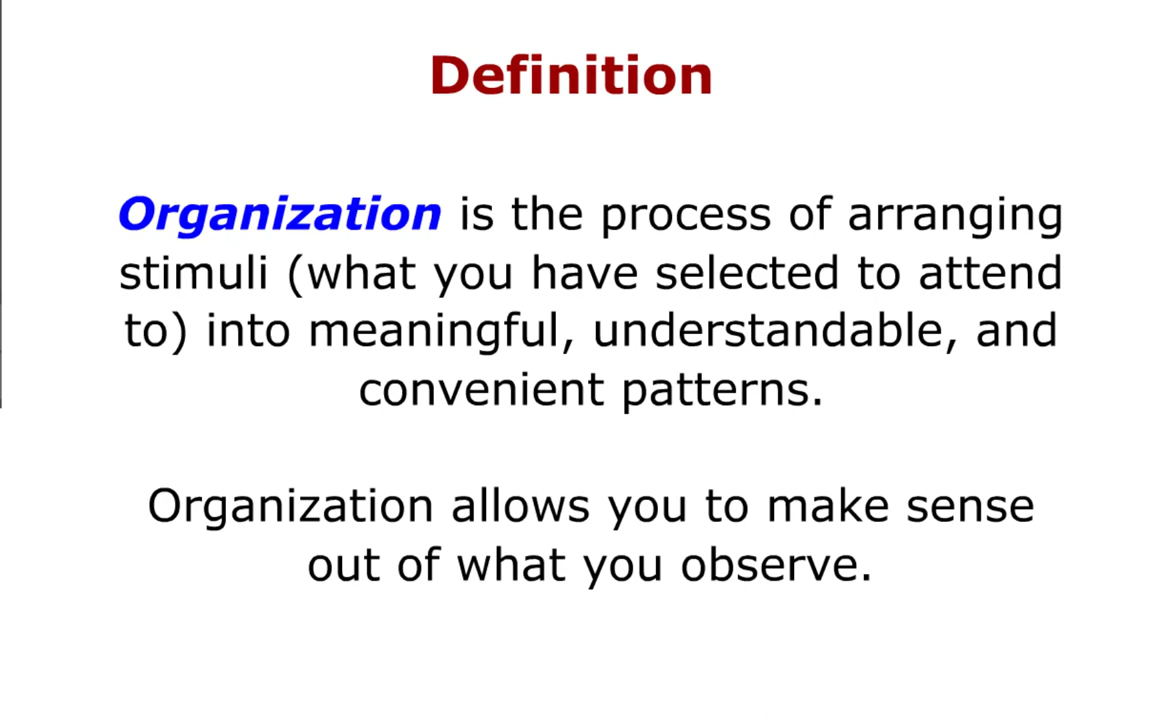 Definition
Organization is the process of arranging
stimuli (what you have selected to attend
to) into meaningful, understandable, and
convenient patterns.
Organization allows you to make sense
out of what you observe.